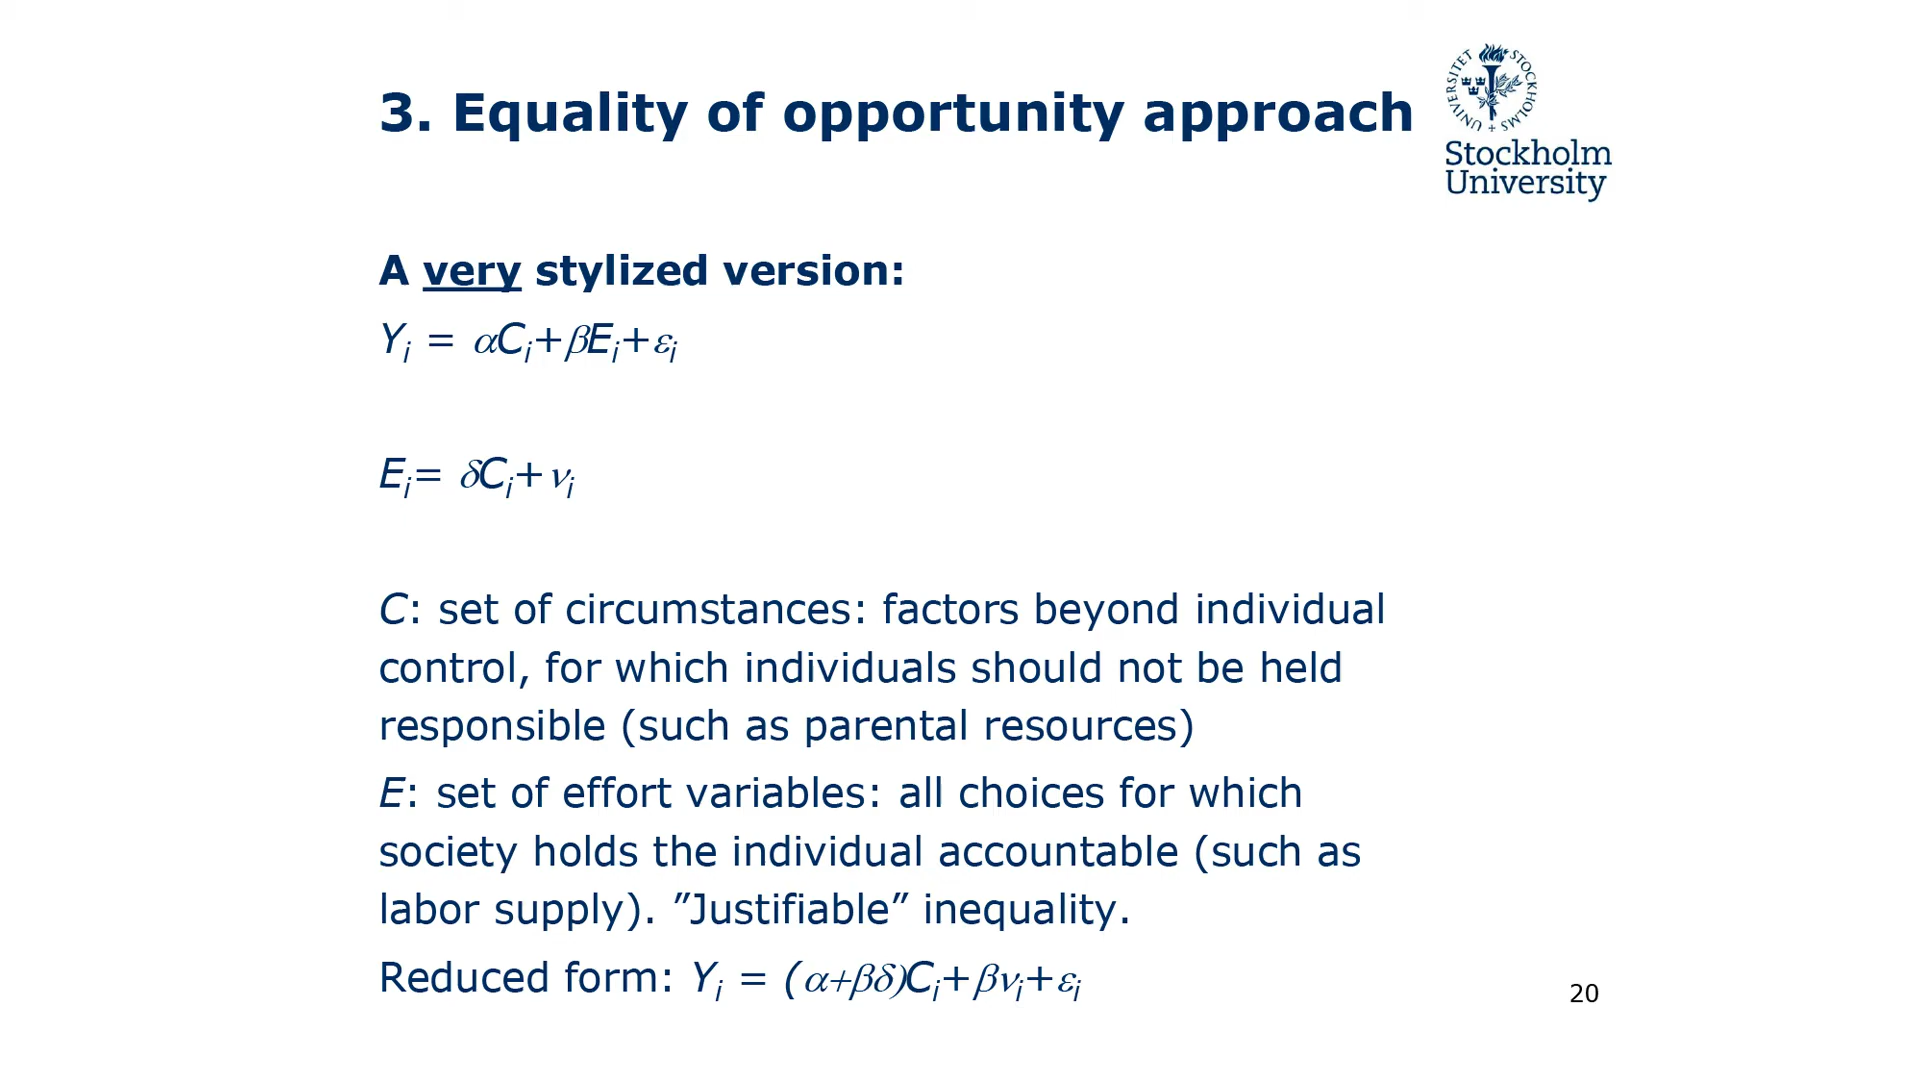 3. Equality of opportunity approach
STOCKHOLMS UNIVERSITET
Stockholm
University
A very stylized version:
Yi = αCi+βEi+εi
Ei= δCi+νi
C: set of circumstances: factors beyond individual
control, for which individuals should not be held
responsible (such as parental resources)
E: set of effort variables: all choices for which
society holds the individual accountable (such as
labor supply). ”Justifiable” inequality.
Reduced form: Yi = (α+βδ)Ci+βνi+εi
20